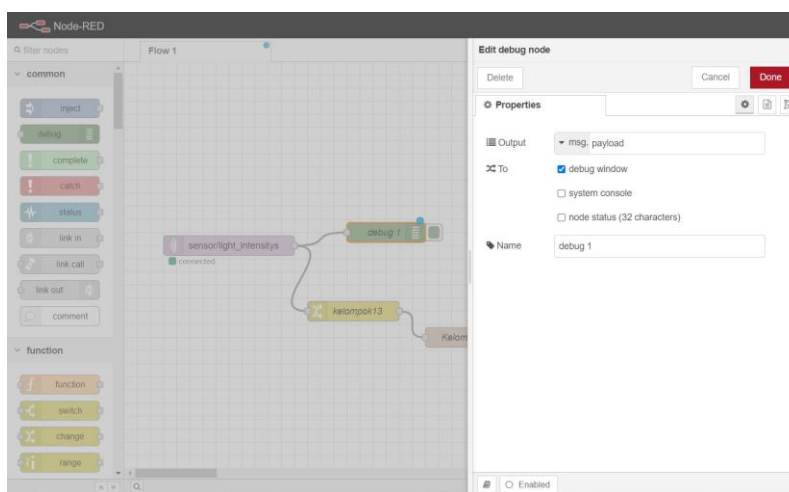 Node-RED
filter nodes
common
inject
debug
complete
catch
status
link in
link call
link out
comment
function
function
switch
change
range
Flow 1
sensor/light_intensitys
connected
debug 1
kelompok13
Kelom
Edit debug node
Delete
Cancel
Done
Properties
Output
msg. payload
To
debug window
system console
node status (32 characters)
Name
debug 1
Enabled